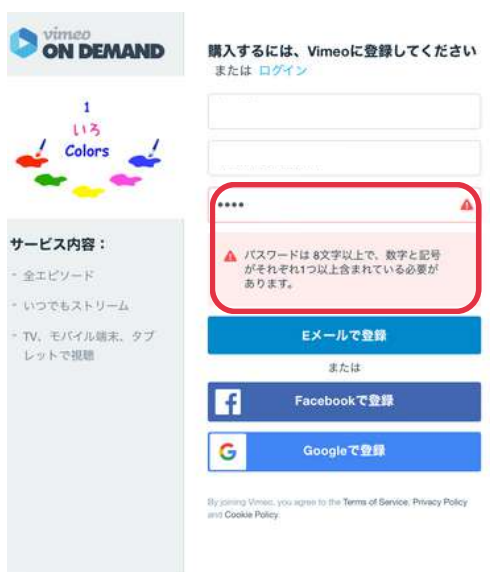 vimeo
ON DEMAND
1
いろ
Colors
サービス内容：
- 全エピソード
- いつでもストリーム
- TV、モバイル端末、タブ
レットで視聴
購入するには、Vimeoに登録してください
または ログイン
••••
パスワードは 8文字以上で、数字と記号
がそれぞれ1つ以上含まれている必要が
あります。
Eメールで登録
または
Facebookで登録
Googleで登録
By joining Vimeo, you agree to the Terms of Service, Privacy Policy
and Cookie Policy.